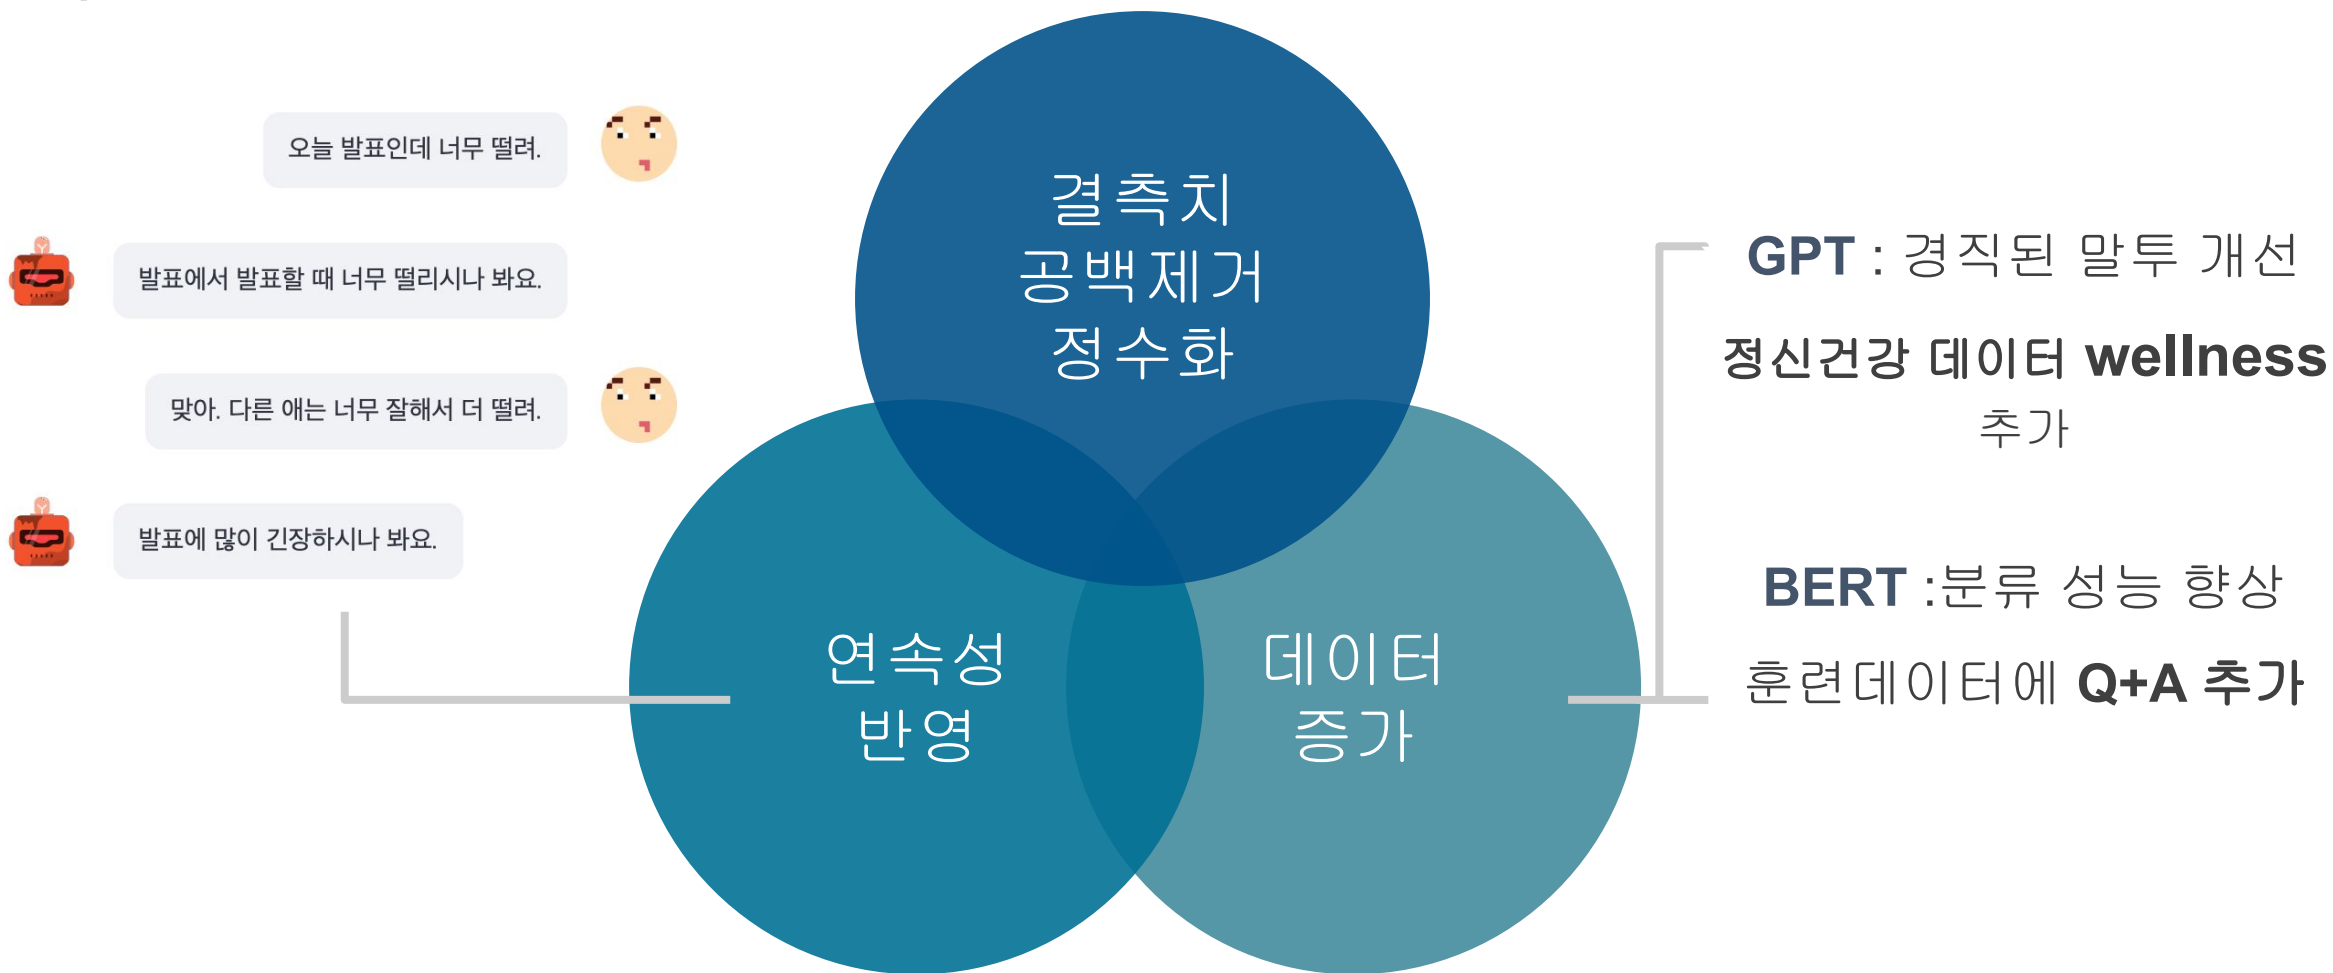 오늘 발표인데 너무 떨려.
발표에서 발표할 때 너무 떨리시나 봐요.
맞아. 다른 애는 너무 잘해서 더 떨려.
발표에 많이 긴장하시나 봐요.
결측치
공백제거
정수화
연속성
반영
데이터
증가
GPT : 경직된 말투 개선
정신건강 데이터 wellness
추가
BERT :분류 성능 향상
훈련데이터에 Q+A 추가